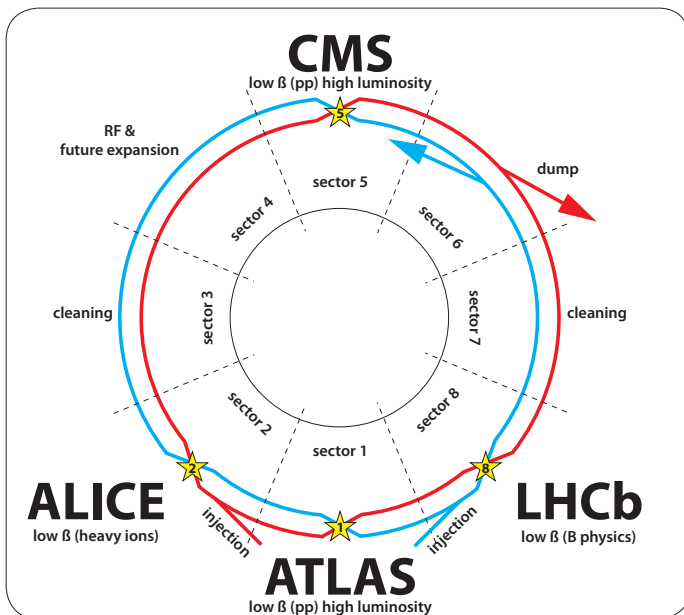 CMS
low ß (pp) high luminosity
5
RF &
future expansion
dump
sector 5
sector 4
sector 6
cleaning
sector 3
sector 7
cleaning
sector 2
sector 8
sector 1
2
8
ALICE
low ß (heavy ions)
injection
1
injection
LHCb
low ß (B physics)
ATLAS
low ß (pp) high luminosity